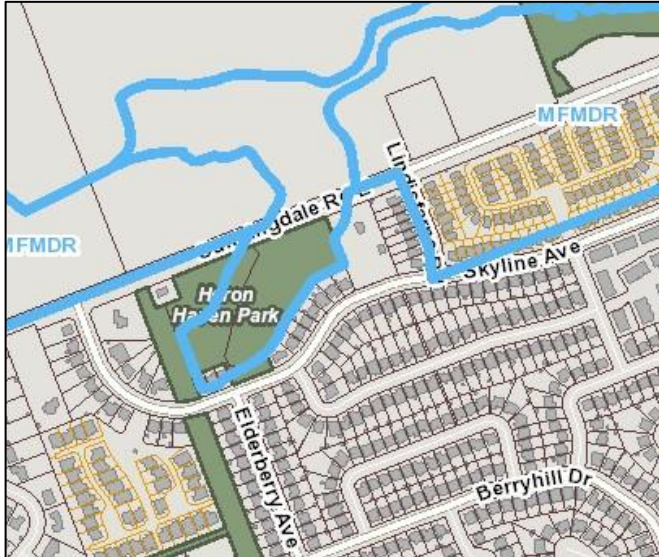 MFMDR
MFMDR
Skyline Ave
Heron
Haven Park
Elderberry Ave
Berryhill Dr